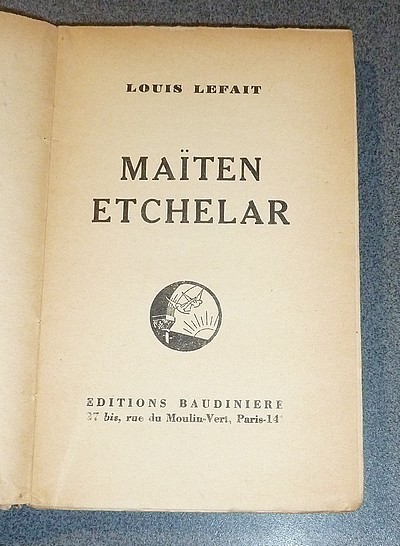 LOUIS LEFAIT
MAÏTEN
ETCHELAR
EDITIONS BAUDINIERE
27 bis, rue du Moulin-Vert, Paris-14e